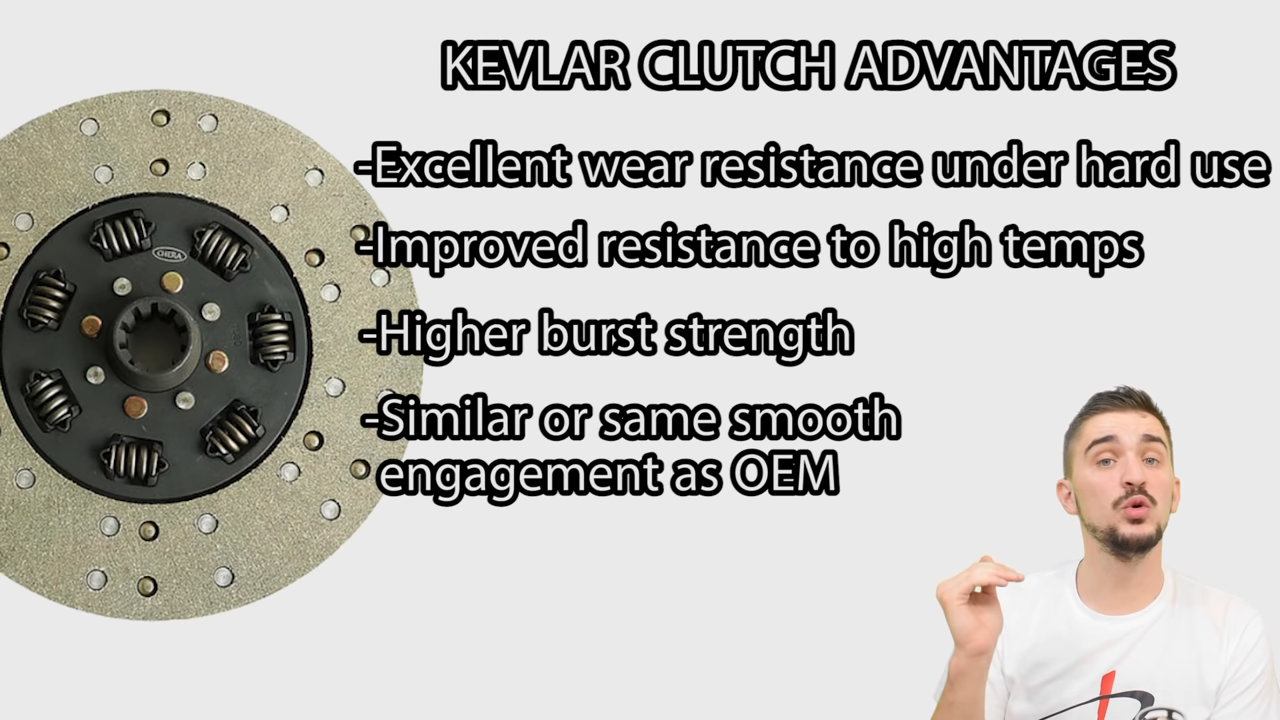 KEVLAR CLUTCH ADVANTAGES
-Excellent wear resistance under hard use
-Improved resistance to high temps
-Higher burst strength
-Similar or same smooth
engagement as OEM